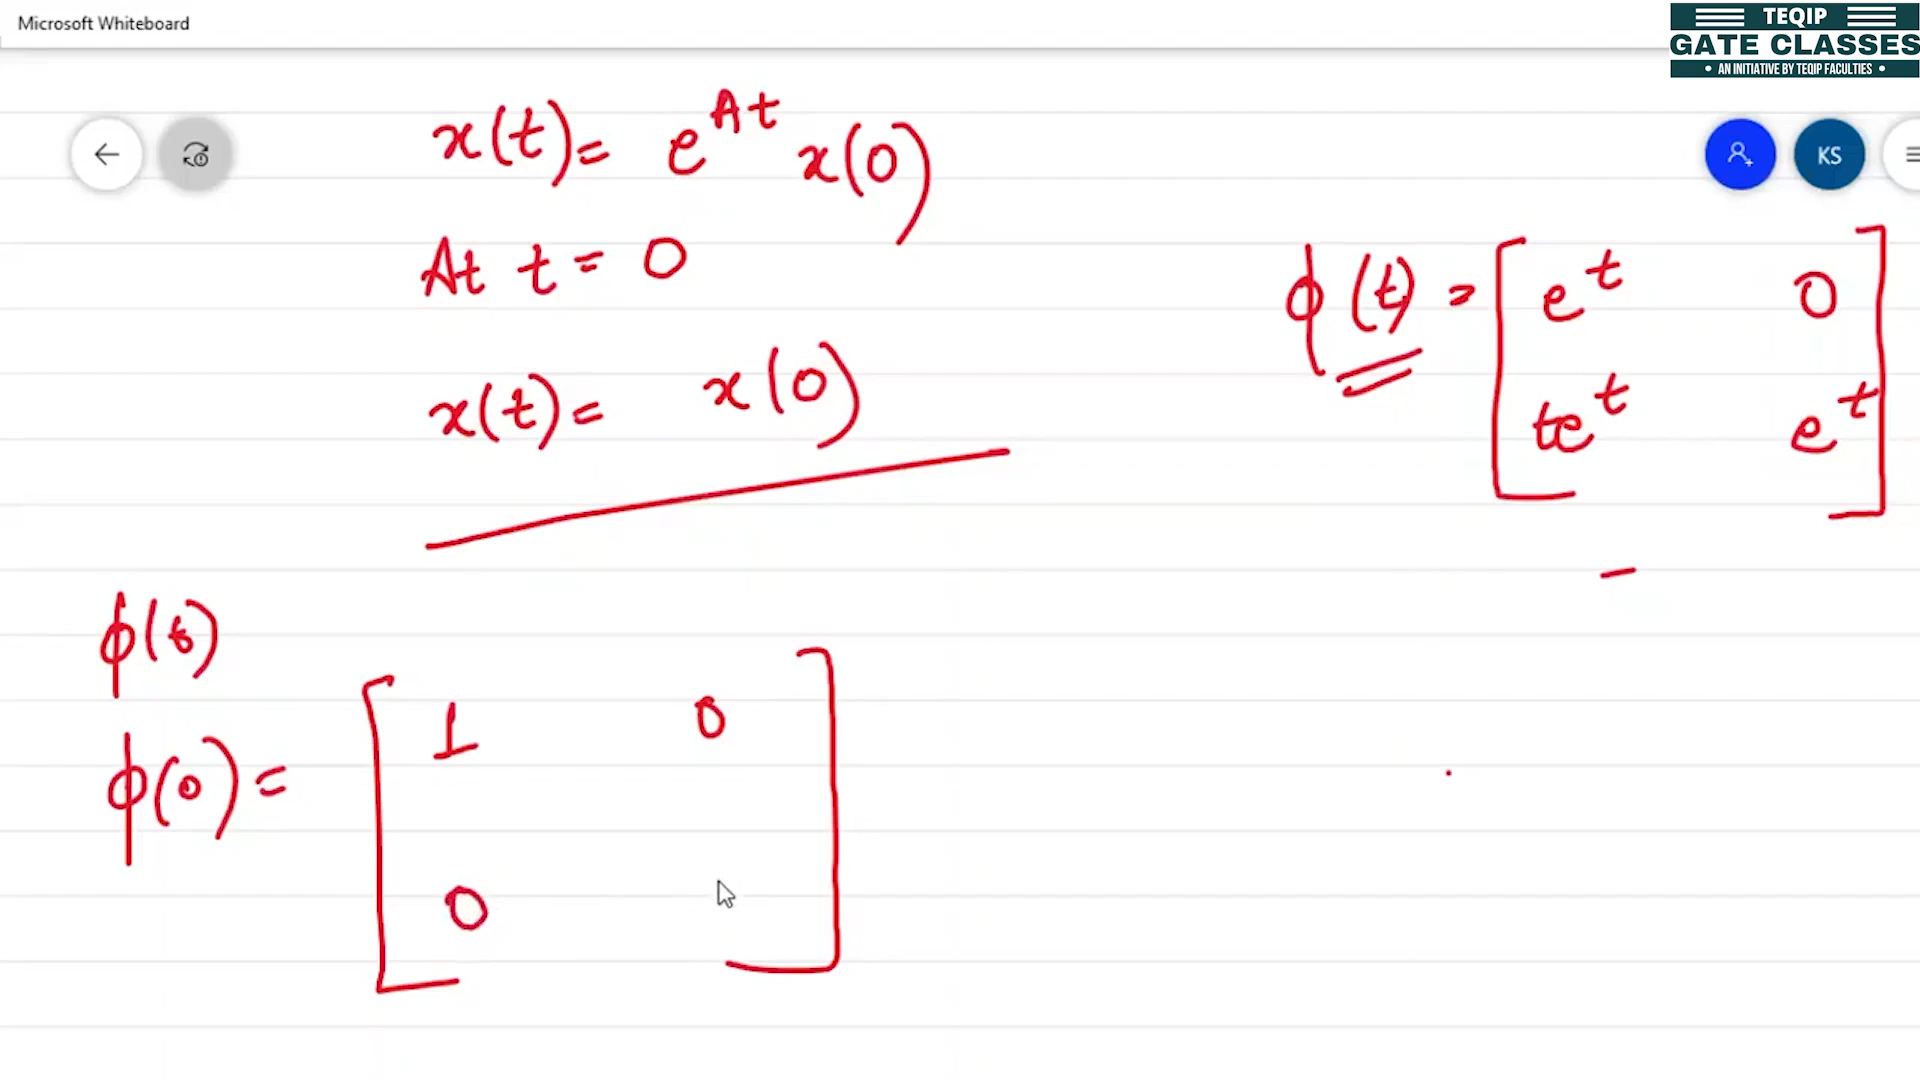 Microsoft Whiteboard
TEQIP
GATE CLASSES
• AN INITIATIVE BY TEQIP FACULTIES •
KS
x(t) = e^{At} x(0)
At t = 0
x(t) = x(0)
ϕ(t) = [ e^t 0
te^t e^t ]
ϕ(t)
ϕ(0) = [ 1 0
0 ]